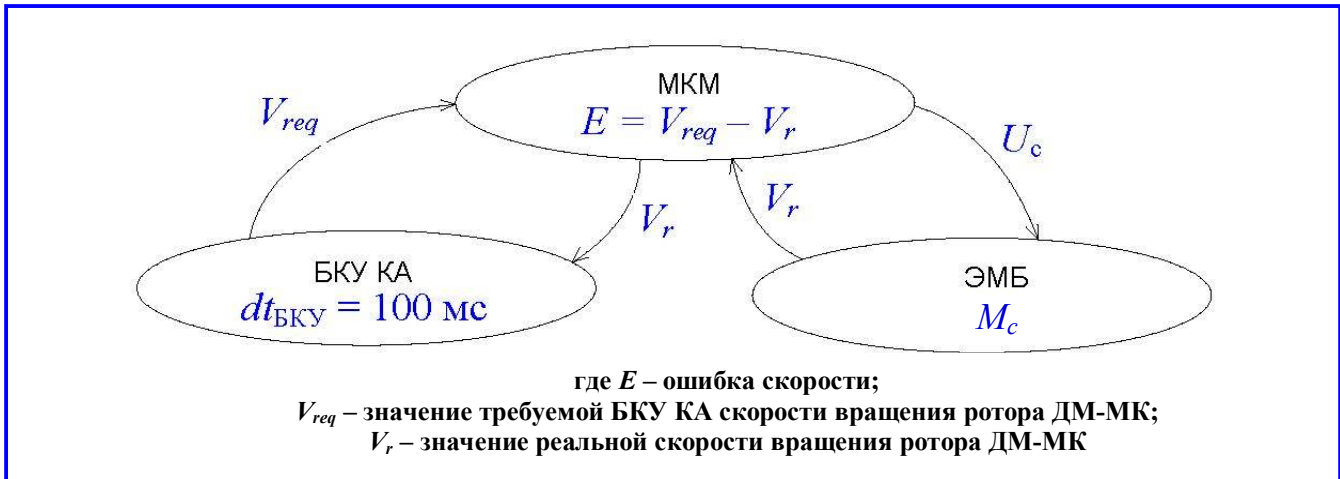 МКМ
E = V_req – V_r
V_req
U_c
V_r
V_r
БКУ КА
dt_БКУ = 100 мс
ЭМБ
M_c
где E – ошибка скорости;
V_req – значение требуемой БКУ КА скорости вращения ротора ДМ-МК;
V_r – значение реальной скорости вращения ротора ДМ-МК